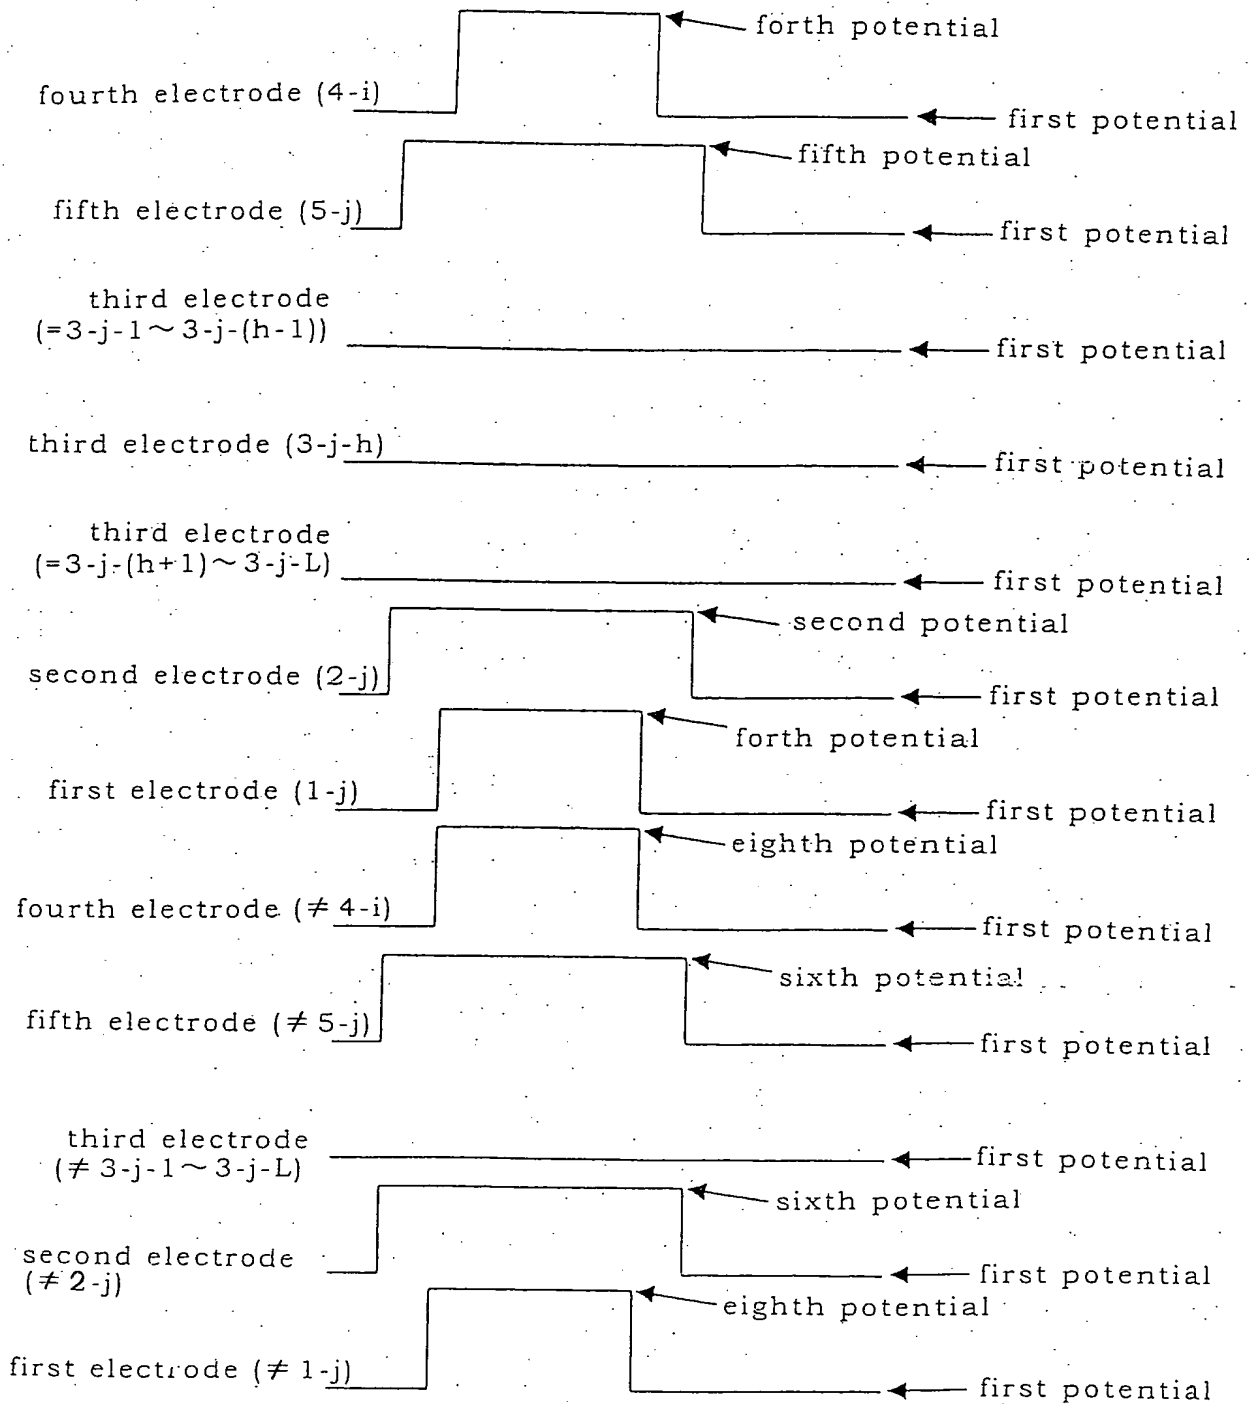 forth potential
fourth electrode (4-i)
first potential
fifth potential
fifth electrode (5-j)
first potential
third electrode
(=3-j-1～3-j-(h-1))
first potential
third electrode (3-j-h)
first potential
third electrode
(=3-j-(h+1)～3-j-L)
first potential
second potential
second electrode (2-j)
first potential
forth potential
first electrode (1-j)
first potential
eighth potential
fourth electrode (≠ 4-i)
first potential
sixth potential
fifth electrode (≠ 5-j)
first potential
third electrode
(≠ 3-j-1～3-j-L)
first potential
sixth potential
second electrode
(≠ 2-j)
first potential
eighth potential
first electrode (≠ 1-j)
first potential